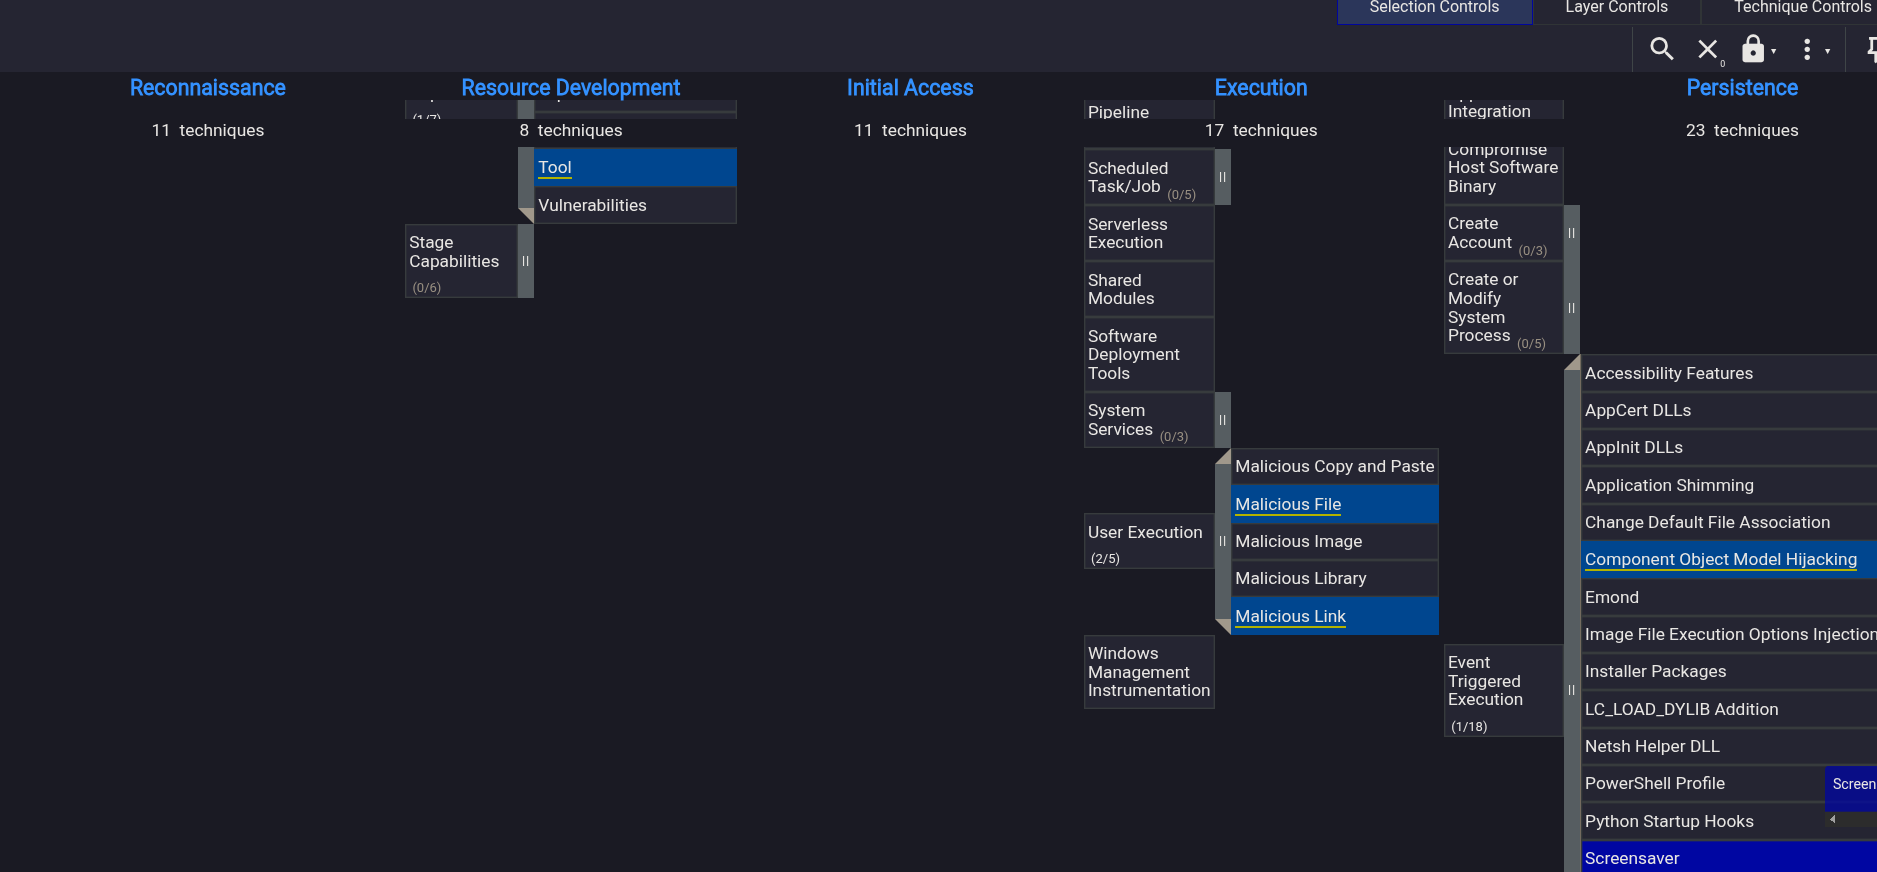 Selection Controls
Layer Controls
Technique Controls
0
Reconnaissance
11 techniques
Resource Development
8 techniques
(1/7)
Tool
Vulnerabilities
Stage
Capabilities
(0/6)
Initial Access
11 techniques
Execution
17 techniques
Pipeline
Scheduled
Task/Job (0/5)
Serverless
Execution
Shared
Modules
Software
Deployment
Tools
System
Services (0/3)
Malicious Copy and Paste
Malicious File
Malicious Image
Malicious Library
Malicious Link
User Execution
(2/5)
Windows
Management
Instrumentation
Persistence
23 techniques
Integration
Compromise
Host Software
Binary
Create
Account (0/3)
Create or
Modify
System
Process (0/5)
Event
Triggered
Execution
(1/18)
Accessibility Features
AppCert DLLs
AppInit DLLs
Application Shimming
Change Default File Association
Component Object Model Hijacking
Emond
Image File Execution Options Injection
Installer Packages
LC_LOAD_DYLIB Addition
Netsh Helper DLL
PowerShell Profile
Python Startup Hooks
Screensaver
Screen